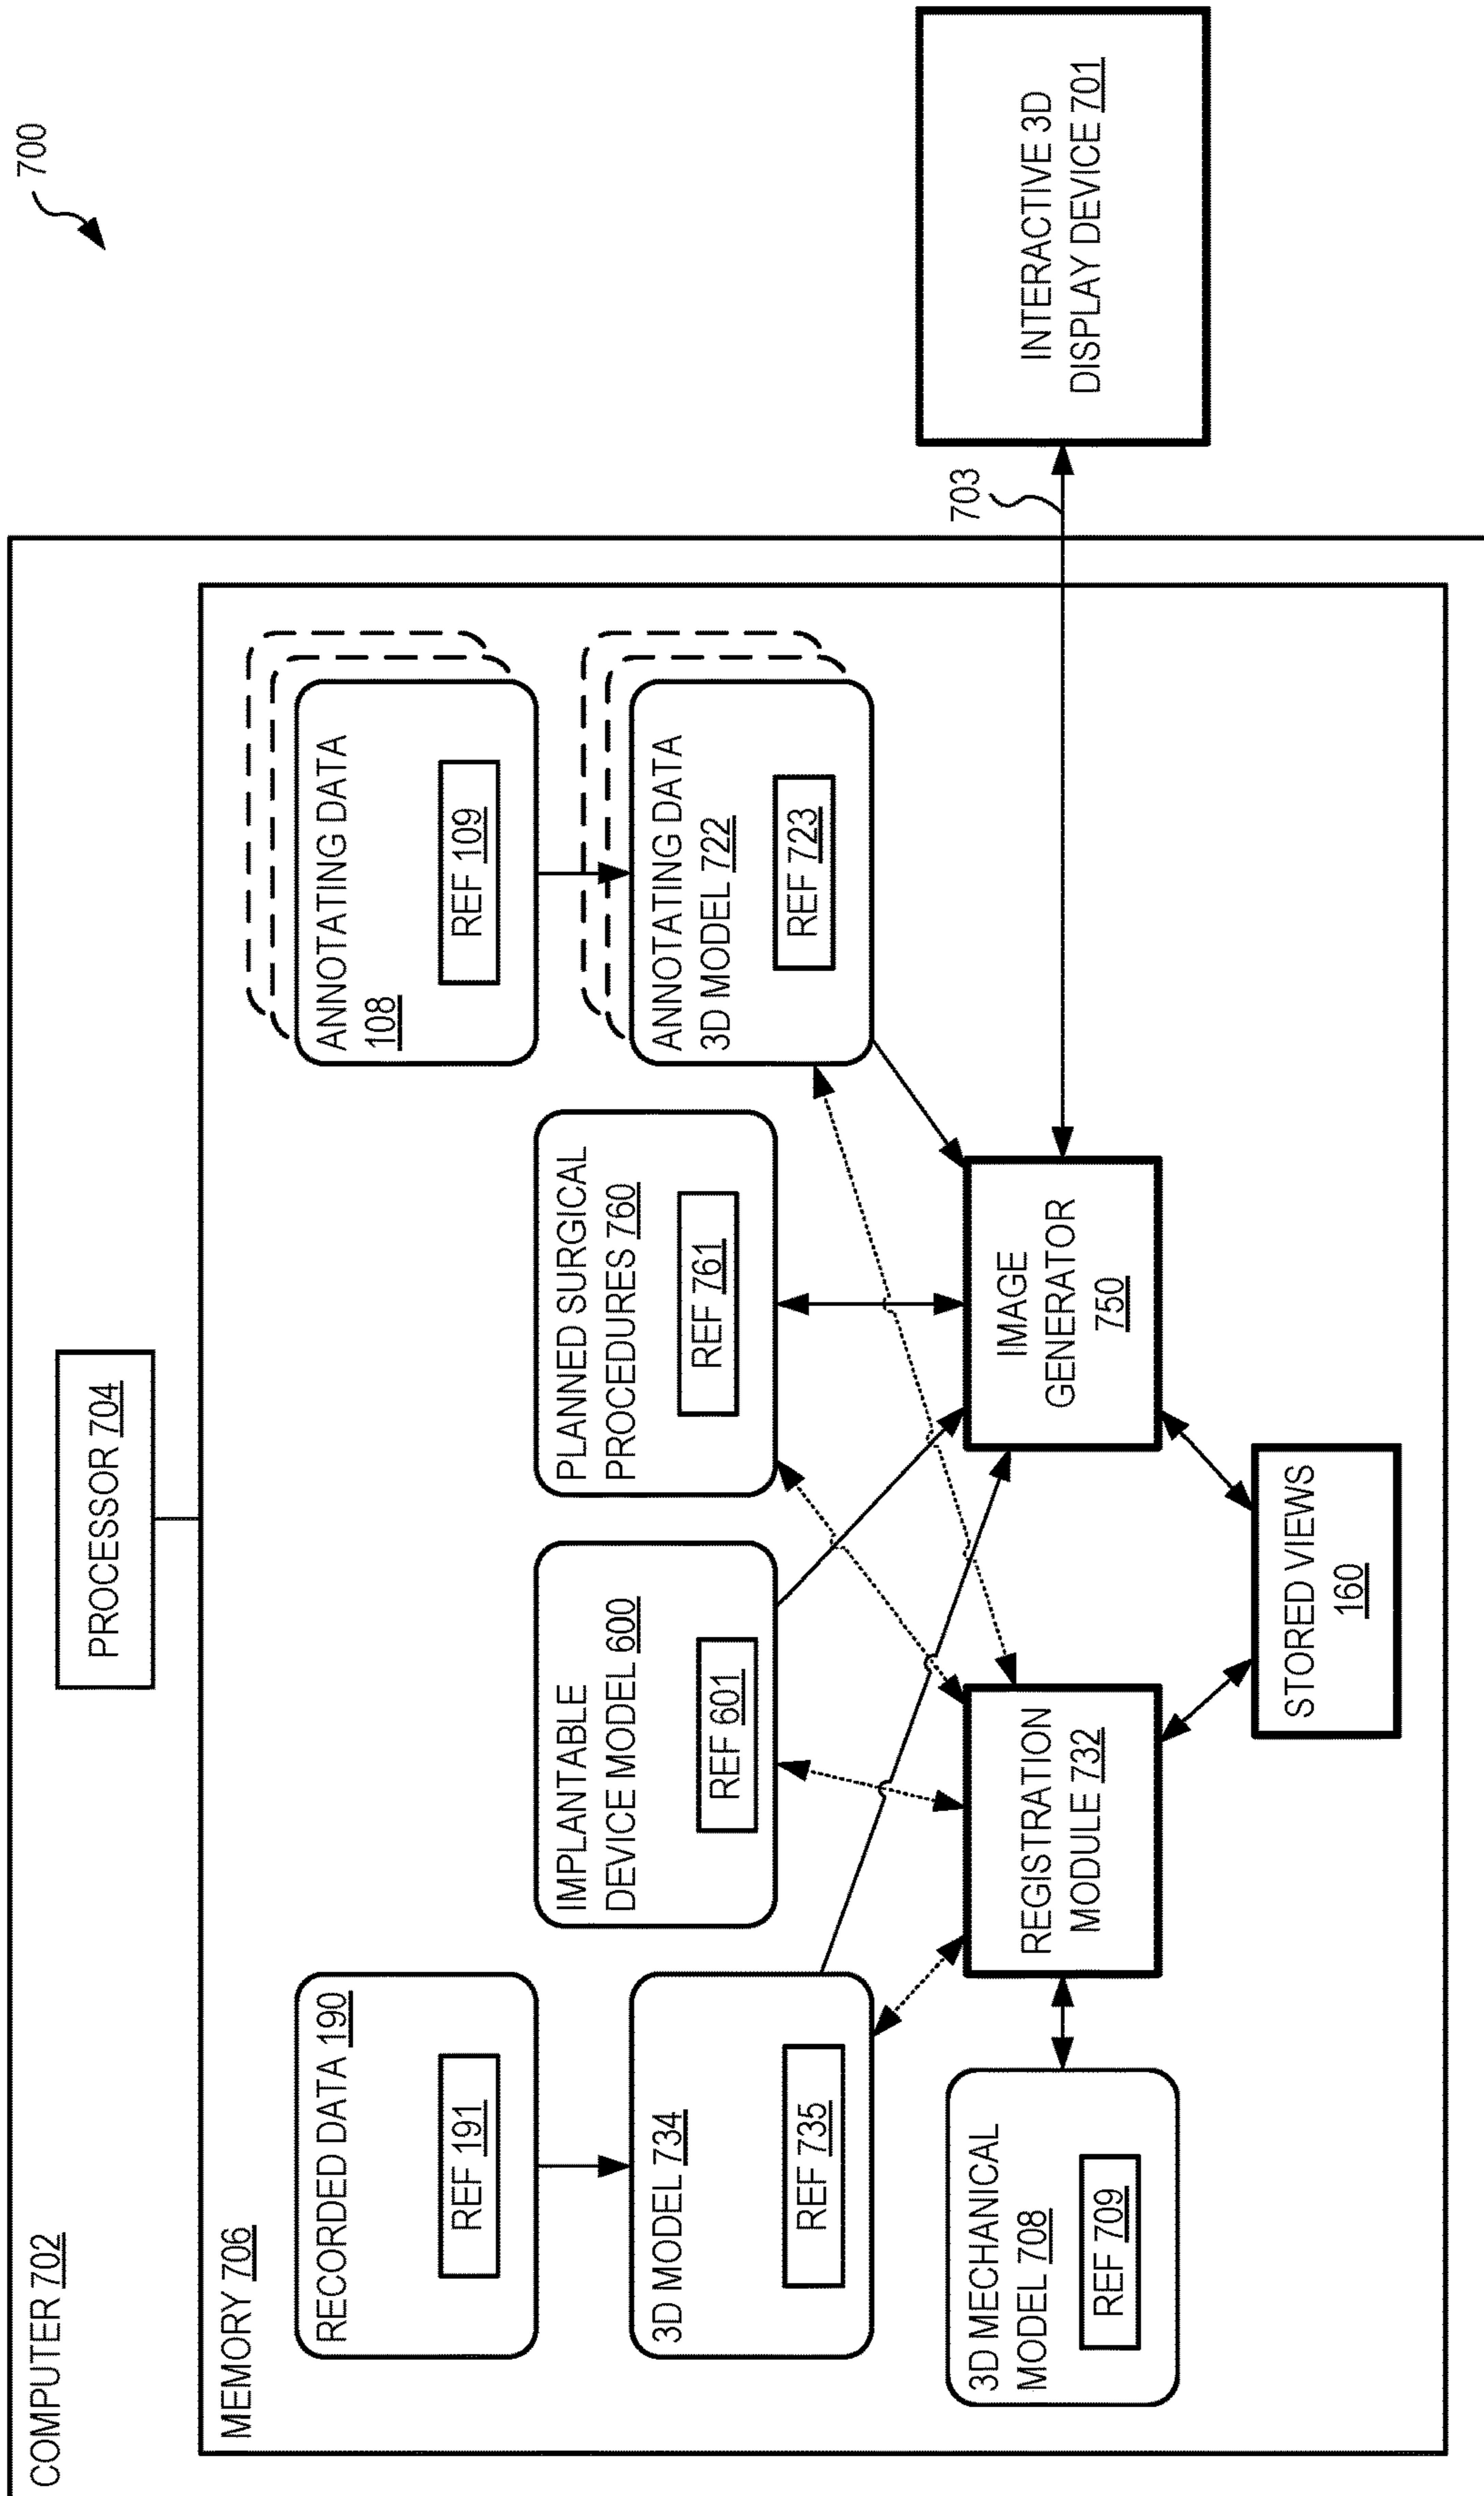 700
COMPUTER 702
PROCESSOR 704
MEMORY 706
RECORDED DATA 190
REF 191
ANNOTATING DATA
108
REF 109
IMPLANTABLE
DEVICE MODEL 600
REF 601
PLANNED SURGICAL
PROCEDURES 760
REF 761
3D MODEL 734
REF 735
ANNOTATING DATA
3D MODEL 722
REF 723
3D MECHANICAL
MODEL 708
REF 709
REGISTRATION
MODULE 732
IMAGE
GENERATOR
750
703
INTERACTIVE 3D
DISPLAY DEVICE 701
STORED VIEWS
160